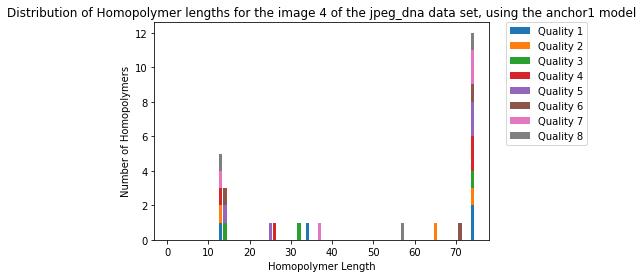 Distribution of Homopolymer lengths for the image 4 of the jpeg_dna data set, using the anchor1 model
12
10
8
6
4
2
0
Number of Homopolymers
0 10 20 30 40 50 60 70
Homopolymer Length
Quality 1
Quality 2
Quality 3
Quality 4
Quality 5
Quality 6
Quality 7
Quality 8